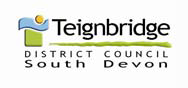 Teignbridge
DISTRICT COUNCIL
South Devon